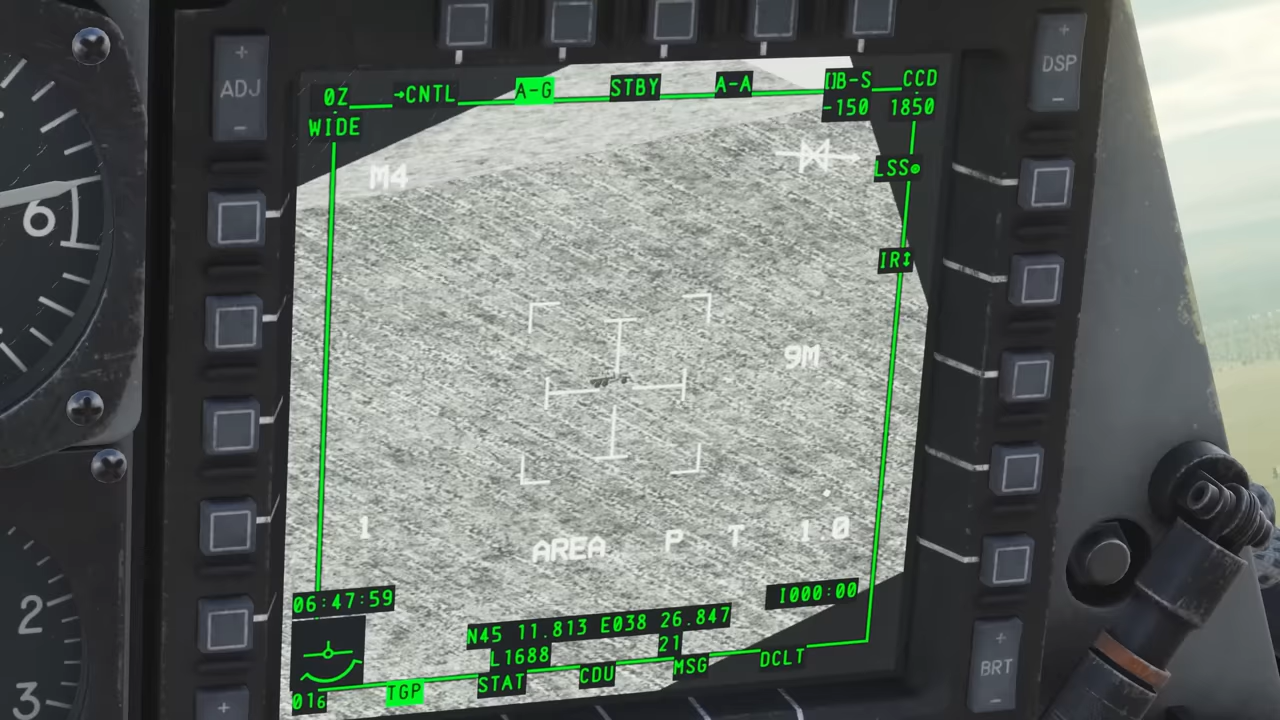 +
ADJ
-
+
DSP
-
0Z →CNTL A-G STBY A-A []B-S CCD
-150 1850
WIDE
M4
LSS⊙
IR↕
6
9M
1 AREA P T 1.0
06:47:59
I000:00
N45 11.813 E038 26.847
L1688 21
016 TGP STAT CDU MSG DCLT
2
3
+
+
BRT
-